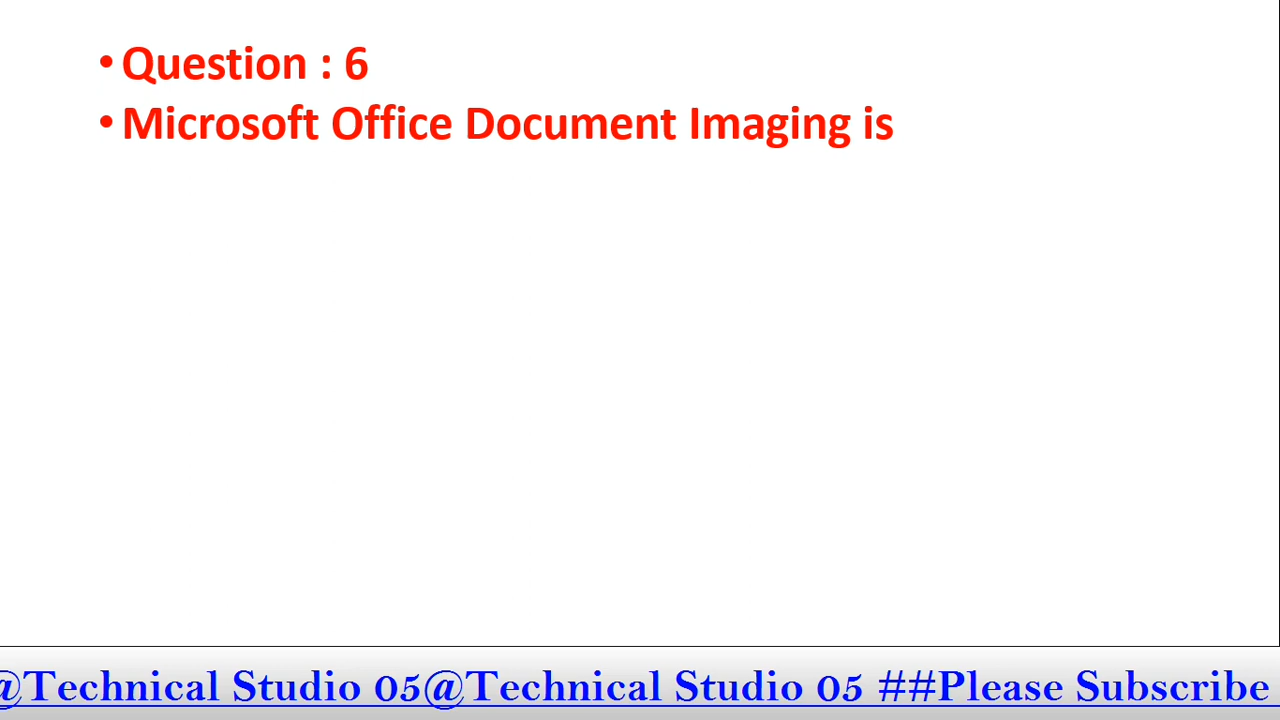 • Question : 6
• Microsoft Office Document Imaging is
@Technical Studio 05@Technical Studio 05 ##Please Subscribe